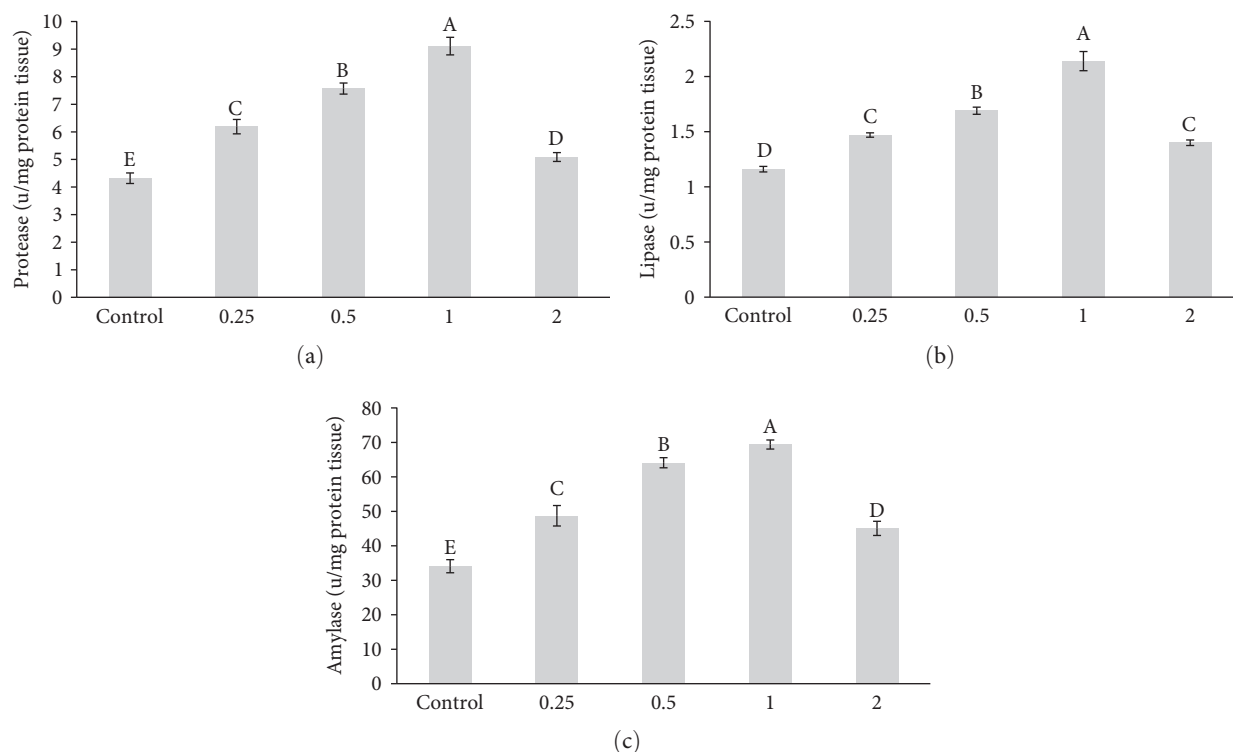 Protease (u/mg protein tissue)
10
9
8
7
6
5
4
3
2
1
0
E
C
B
A
D
Control 0.25 0.5 1 2
(a)
Lipase (u/mg protein tissue)
2.5
2
1.5
1
0.5
0
D
C
B
A
C
Control 0.25 0.5 1 2
(b)
Amylase (u/mg protein tissue)
80
70
60
50
40
30
20
10
0
E
C
B
A
D
Control 0.25 0.5 1 2
(c)